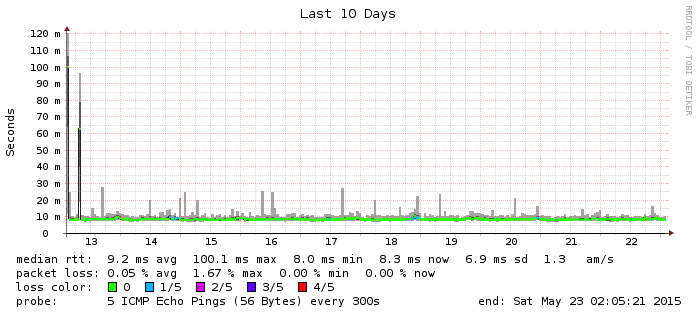 Last 10 Days
RRDTOOL / TOBI OETIKER
Seconds
120 m
110 m
100 m
90 m
80 m
70 m
60 m
50 m
40 m
30 m
20 m
10 m
0
13 14 15 16 17 18 19 20 21 22
median rtt: 9.2 ms avg 100.1 ms max 8.0 ms min 8.3 ms now 6.9 ms sd 1.3 am/s
packet loss: 0.05 % avg 1.67 % max 0.00 % min 0.00 % now
loss color: 0 1/5 2/5 3/5 4/5
probe: 5 ICMP Echo Pings (56 Bytes) every 300s end: Sat May 23 02:05:21 2015